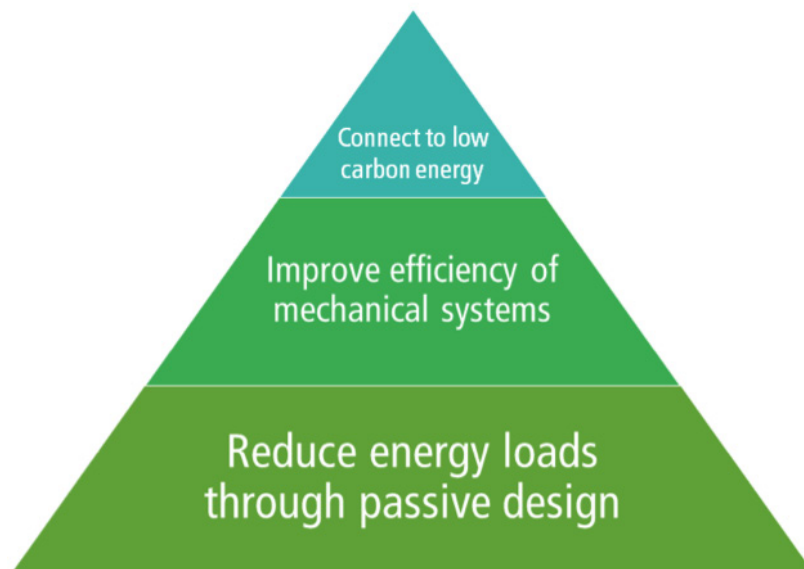 Connect to low
carbon energy
Improve efficiency of
mechanical systems
Reduce energy loads
through passive design